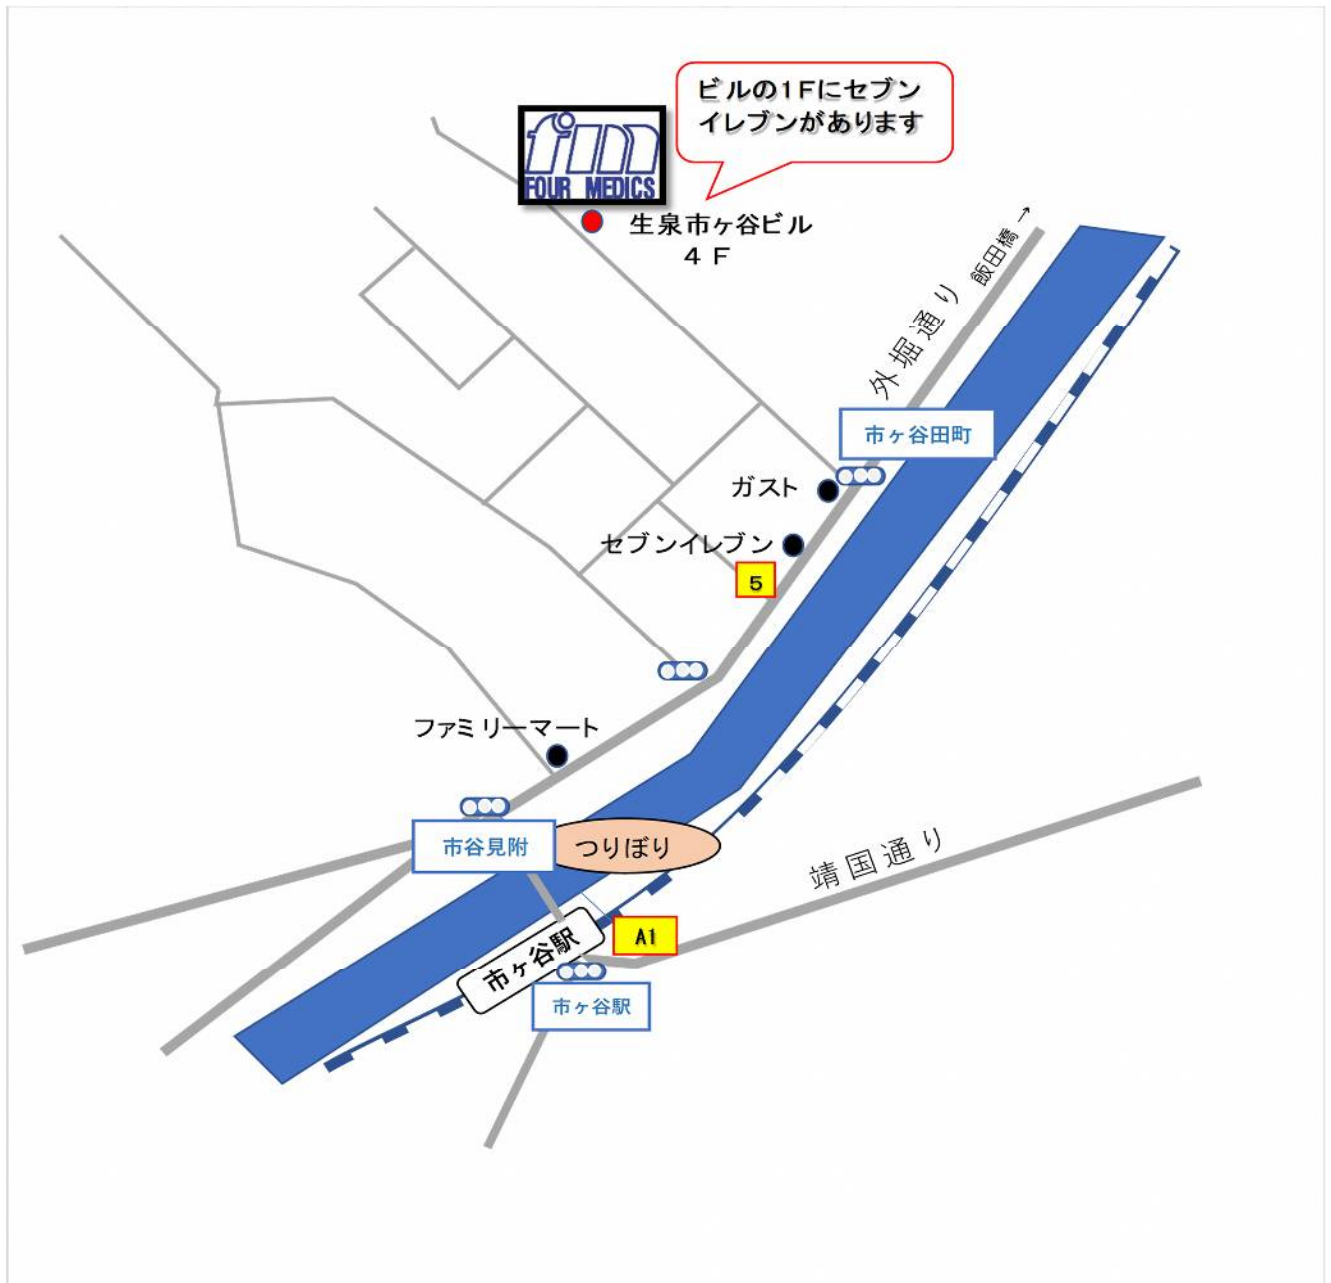 ビルの1Fにセブン
イレブンがあります
fm
FOUR MEDICS
生泉市ヶ谷ビル
4 F
飯田橋 →
外堀通り
市ヶ谷田町
ガスト
セブンイレブン
5
ファミリーマート
市谷見附
つりぼり
靖国通り
A1
市ヶ谷駅
市ヶ谷駅